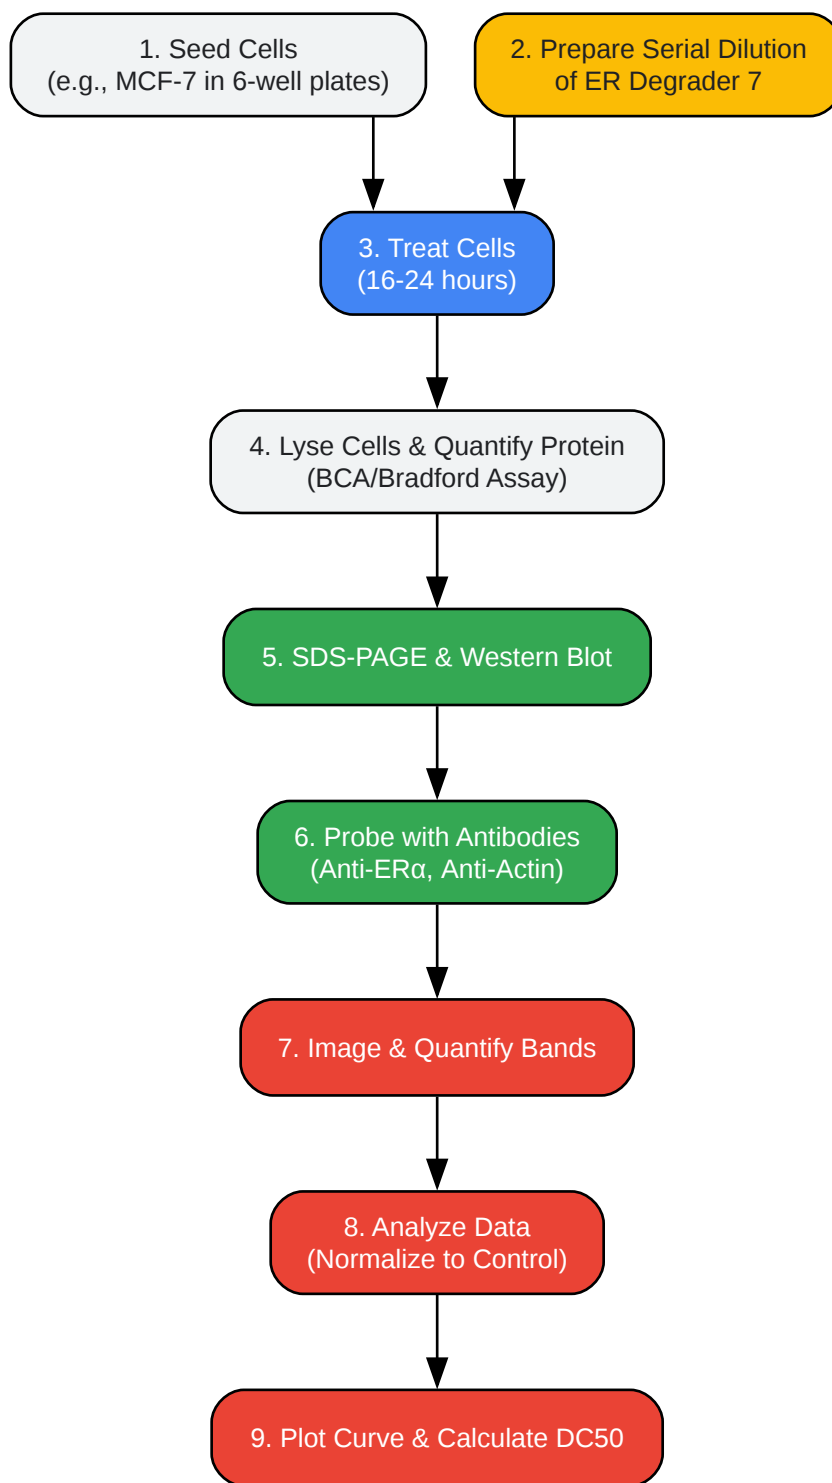 1. Seed Cells
(e.g., MCF-7 in 6-well plates)
2. Prepare Serial Dilution
of ER Degrader 7
3. Treat Cells
(16-24 hours)
4. Lyse Cells & Quantify Protein
(BCA/Bradford Assay)
5. SDS-PAGE & Western Blot
6. Probe with Antibodies
(Anti-ERα, Anti-Actin)
7. Image & Quantify Bands
8. Analyze Data
(Normalize to Control)
9. Plot Curve & Calculate DC50